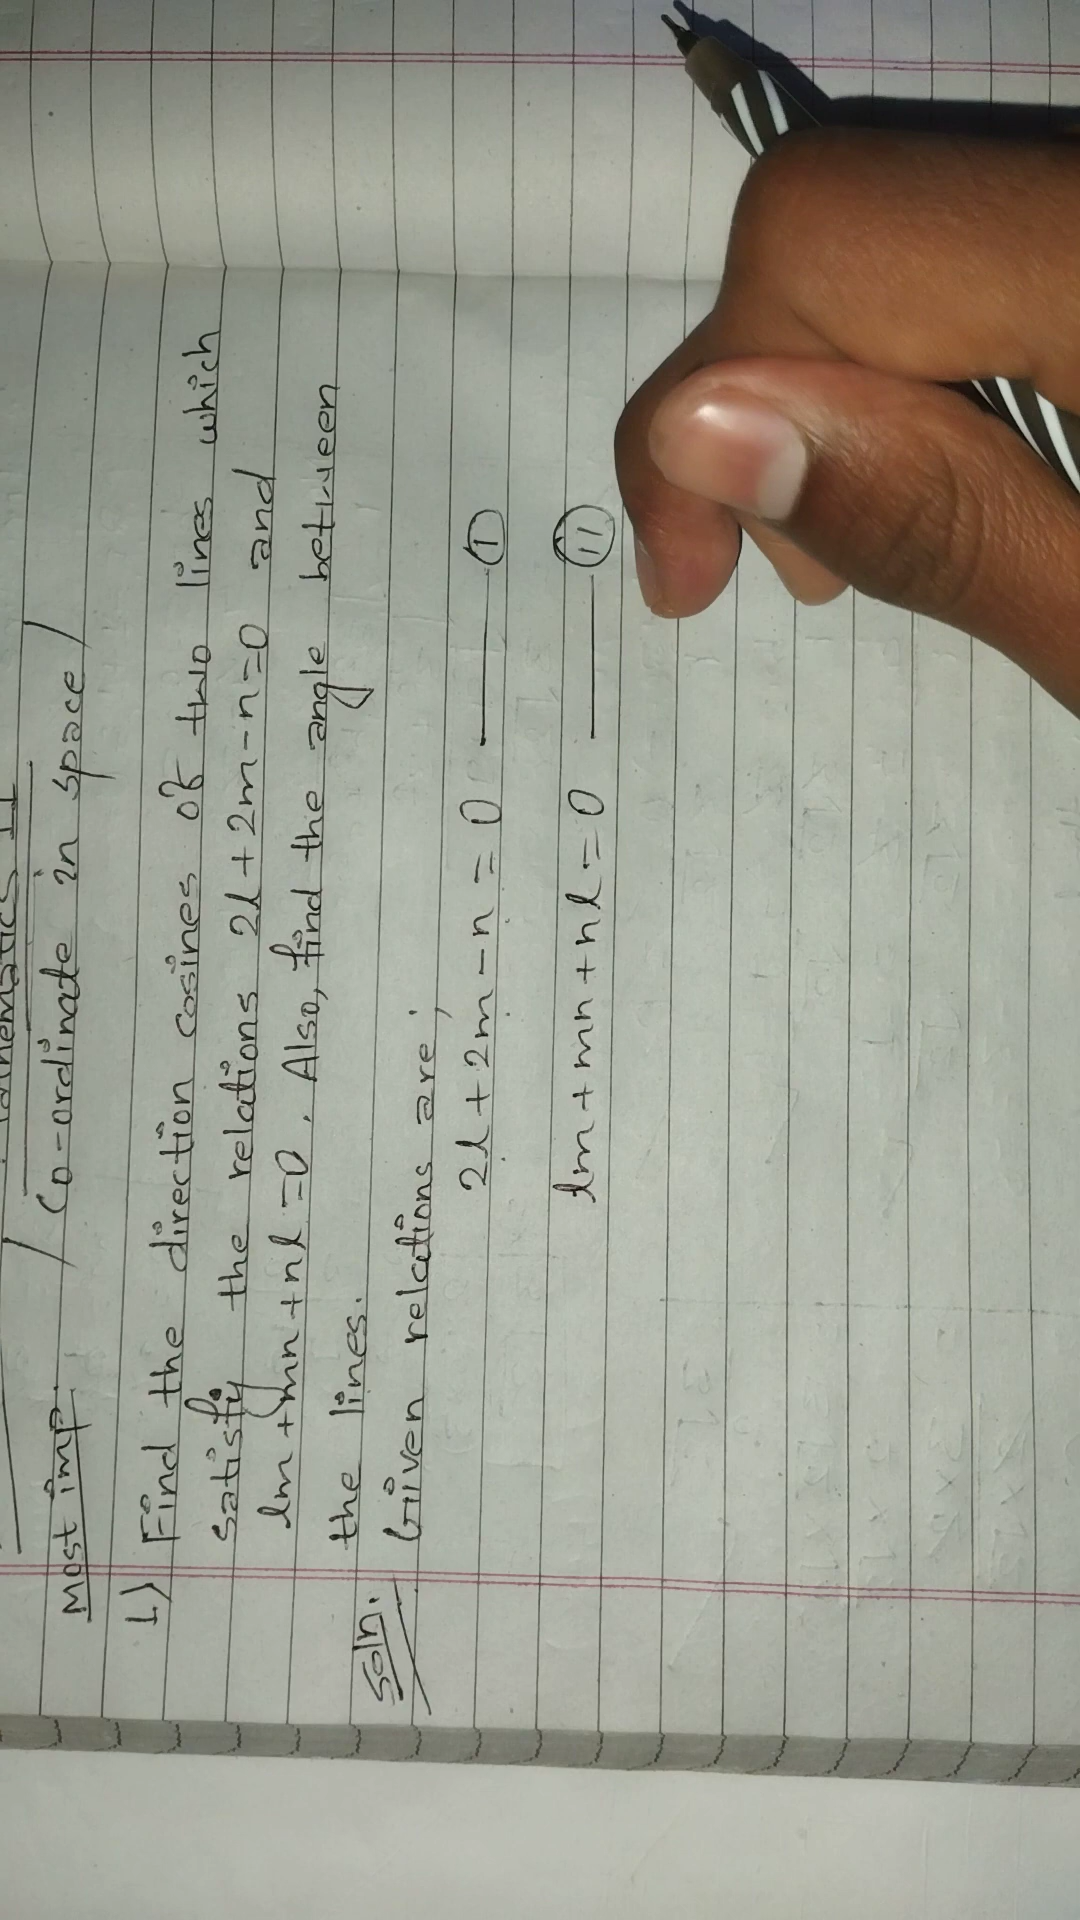 Most imp. / Co-ordinate in space /
1) Find the direction cosines of two lines which
satisfy the relations 2l + 2m - n = 0 and
lm + mn + nl = 0. Also, find the angle between
the lines.
Soln. Given relations are;
2l + 2m - n = 0 —— (I)
lm + mn + nl = 0 —— (II)